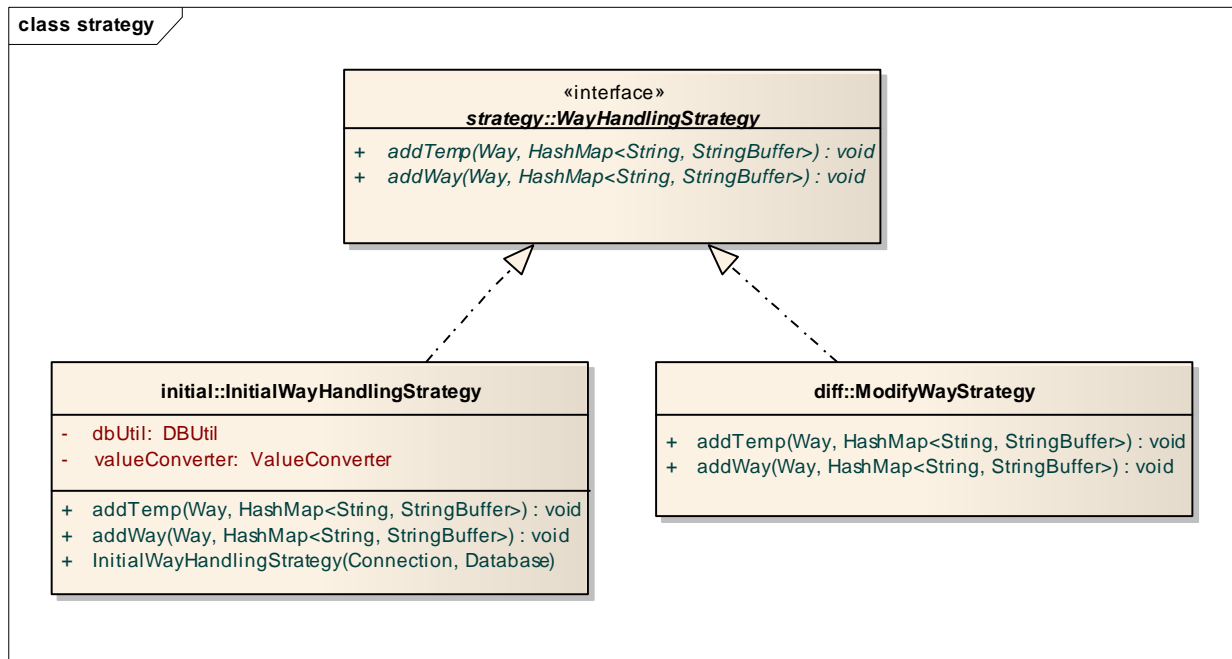 class strategy
«interface»
strategy::WayHandlingStrategy
+ addTemp(Way, HashMap<String, StringBuffer>) : void
+ addWay(Way, HashMap<String, StringBuffer>) : void
initial::InitialWayHandlingStrategy
- dbUtil: DBUtil
- valueConverter: ValueConverter
+ addTemp(Way, HashMap<String, StringBuffer>) : void
+ addWay(Way, HashMap<String, StringBuffer>) : void
+ InitialWayHandlingStrategy(Connection, Database)
diff::ModifyWayStrategy
+ addTemp(Way, HashMap<String, StringBuffer>) : void
+ addWay(Way, HashMap<String, StringBuffer>) : void